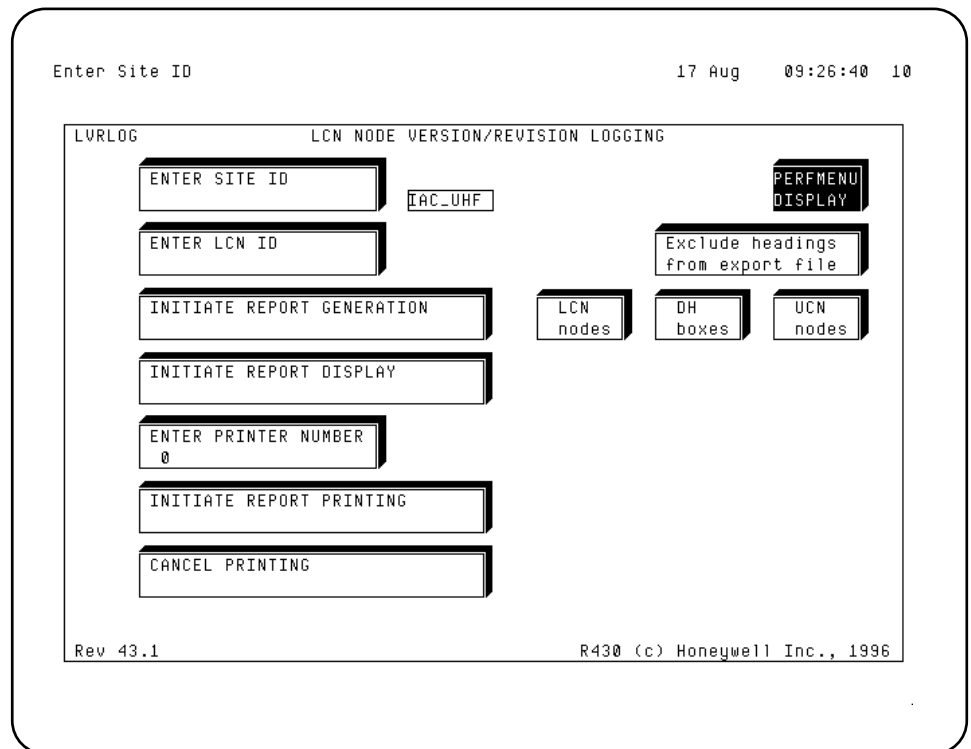 Enter Site ID 17 Aug 09:26:40 10
LVRLOG LCN NODE VERSION/REVISION LOGGING
ENTER SITE ID
IAC_UHF
PERFMENU
DISPLAY
ENTER LCN ID
Exclude headings
from export file
INITIATE REPORT GENERATION
LCN
nodes
DH
boxes
UCN
nodes
INITIATE REPORT DISPLAY
ENTER PRINTER NUMBER
0
INITIATE REPORT PRINTING
CANCEL PRINTING
Rev 43.1 R430 (c) Honeywell Inc., 1996